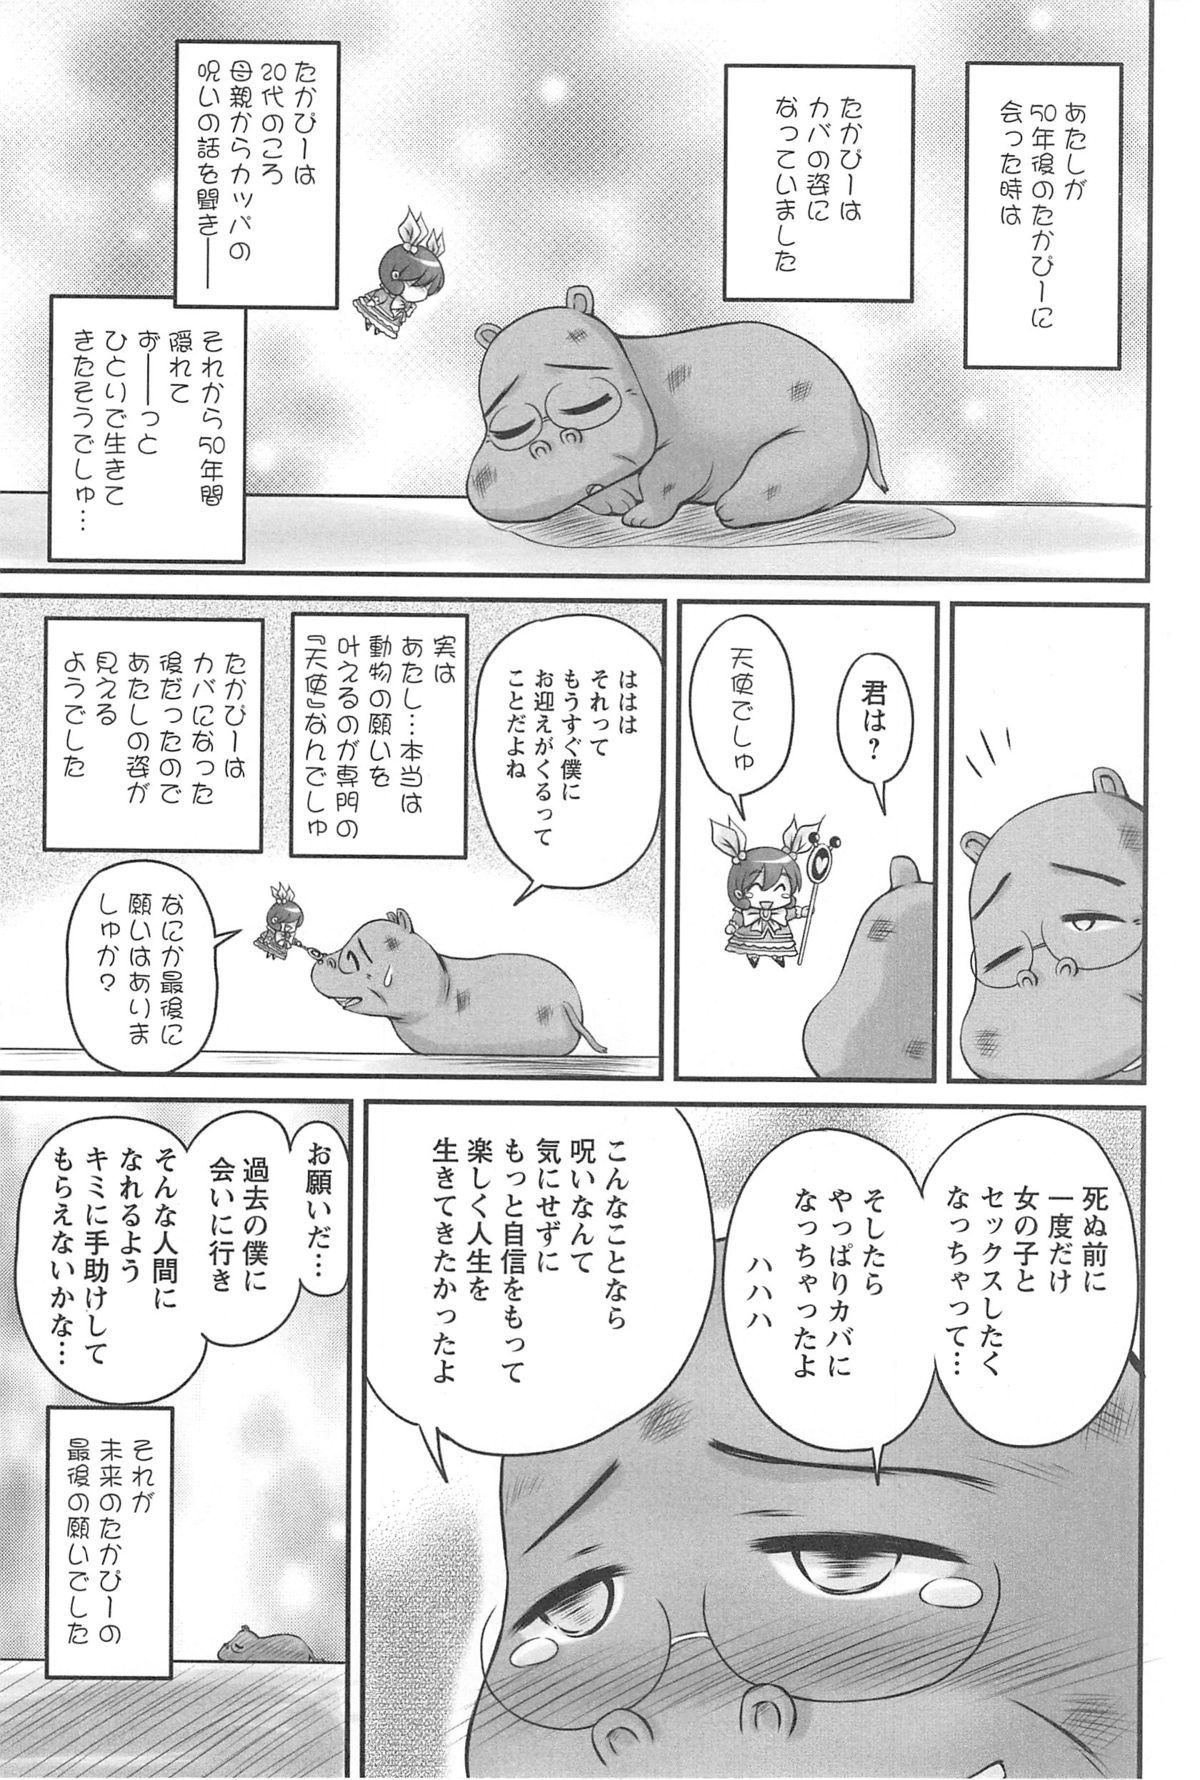 あたしが
50年後のたかぴーに
会った時は
たかぴーは
カバの姿に
なっていました
たかぴーは
20代のころ
母親からカッパの
呪いの話を聞き――
それから50年間
隠れて
ずーーっと
ひとりで生きて
きたそうでしゅ…
君は?
天使でしゅ
ははは
それって
もうすぐ僕に
お迎えがくるって
ことだよね
実は
あたし…本当は
動物の願いを
叶えるのが専門の
『天使』なんでしゅ
たかぴーは
カバになった
後だったので
あたしの姿が
見える
ようでした
なにか最後に
願いはありま
しゅか?
死ぬ前に
一度だけ
女の子と
セックスしたく
なっちゃって…
そしたら
やっぱりカバに
なっちゃったよ
ハハハ
こんなことなら
呪いなんて
気にせずに
もっと自信をもって
楽しく人生を
生きてきたかったよ
お願いだ…
過去の僕に
会いに行き
そんな人間に
なれるよう
キミに手助けして
もらえないかな…
それが
未来のたかぴーの
最後の願いでした